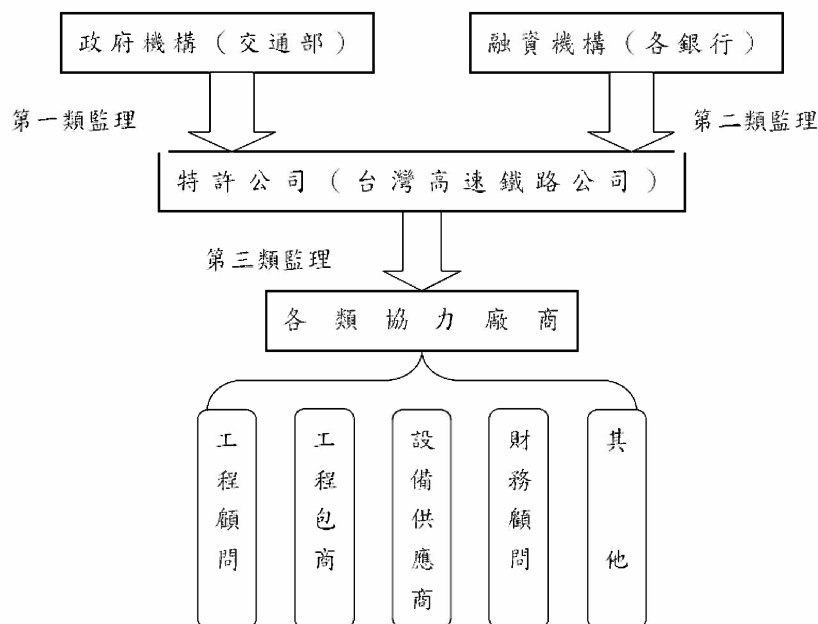 政府機構（交通部）
融資機構（各銀行）
第一類監理
第二類監理
特許公司（台灣高速鐵路公司）
第三類監理
各類協力廠商
工程顧問
工程包商
設備供應商
財務顧問
其他